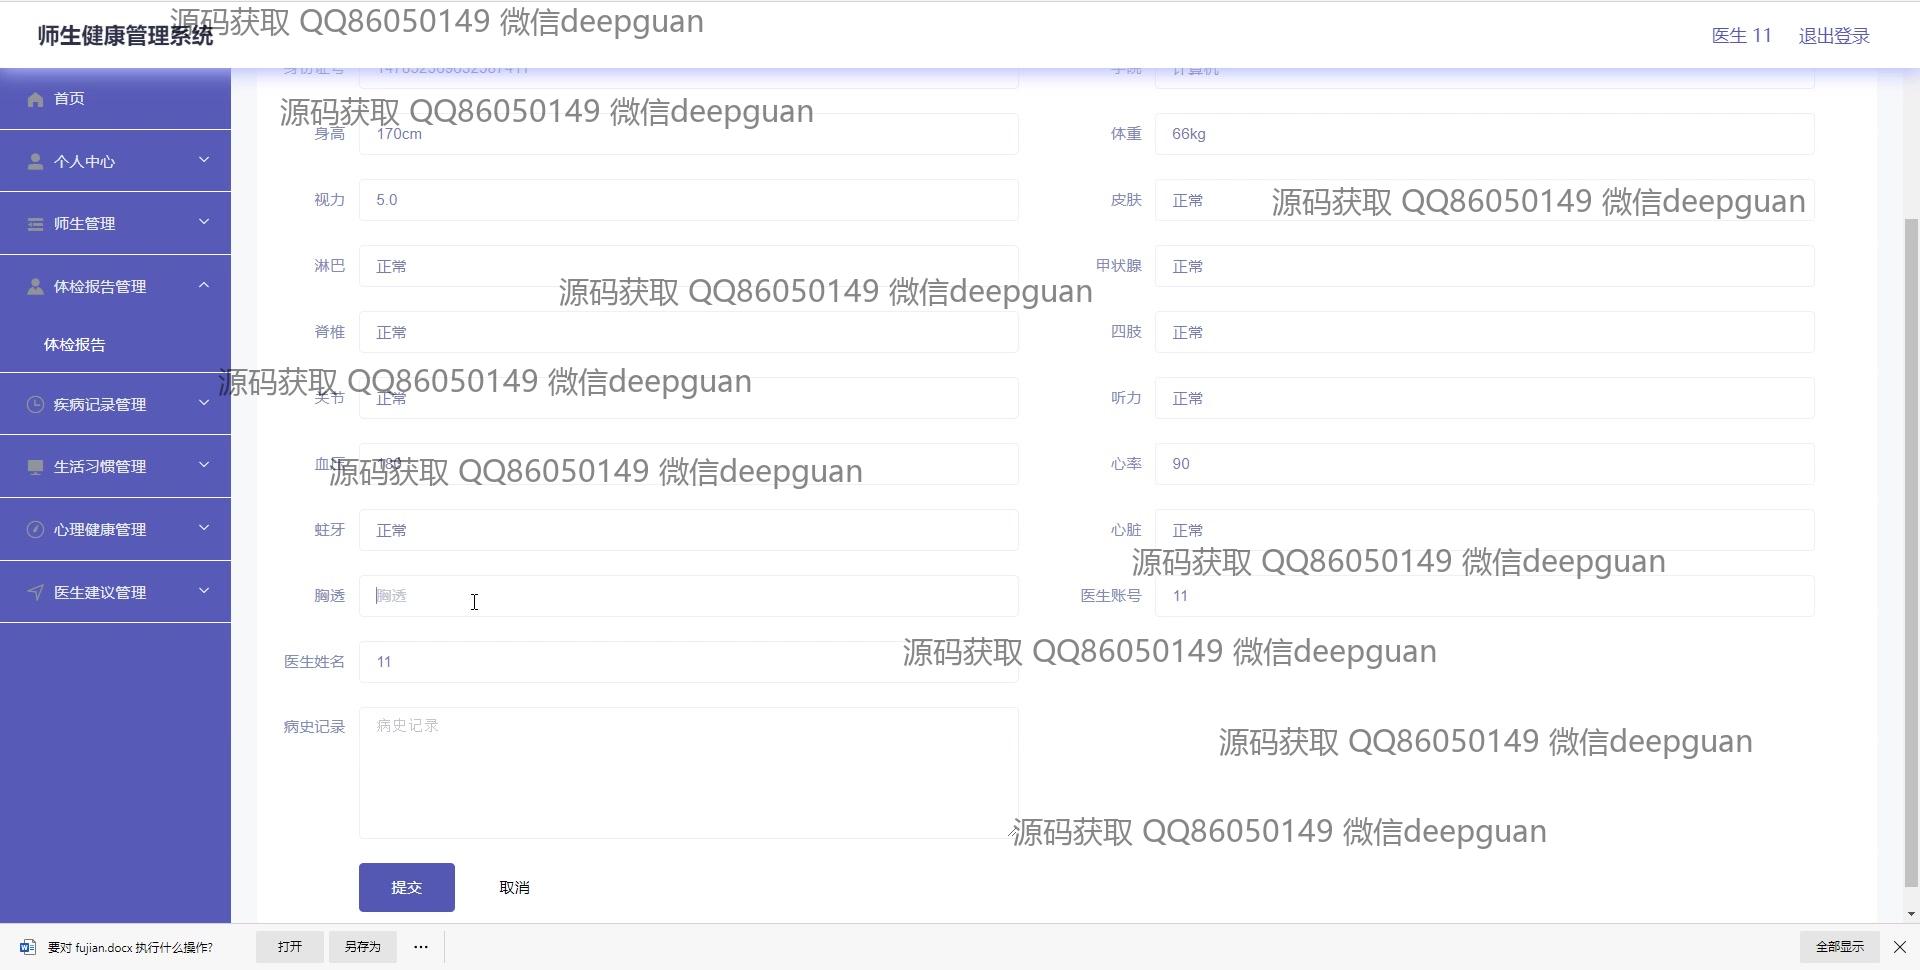 师生健康管理系统
源码获取 QQ86050149 微信deepguan
医生 11
退出登录
首页
个人中心
师生管理
体检报告管理
体检报告
疾病记录管理
生活习惯管理
心理健康管理
医生建议管理
身份证号
学院 计算机
源码获取 QQ86050149 微信deepguan
身高 170cm
体重 66kg
视力 5.0
皮肤 正常
源码获取 QQ86050149 微信deepguan
淋巴 正常
甲状腺 正常
源码获取 QQ86050149 微信deepguan
脊椎 正常
四肢 正常
源码获取 QQ86050149 微信deepguan
关节 正常
听力 正常
血压 180
心率 90
源码获取 QQ86050149 微信deepguan
蛀牙 正常
心脏 正常
源码获取 QQ86050149 微信deepguan
胸透 胸透
医生账号 11
医生姓名 11
源码获取 QQ86050149 微信deepguan
病史记录 病史记录
源码获取 QQ86050149 微信deepguan
源码获取 QQ86050149 微信deepguan
提交
取消
要对 fujian.docx 执行什么操作?
打开
另存为
···
全部显示